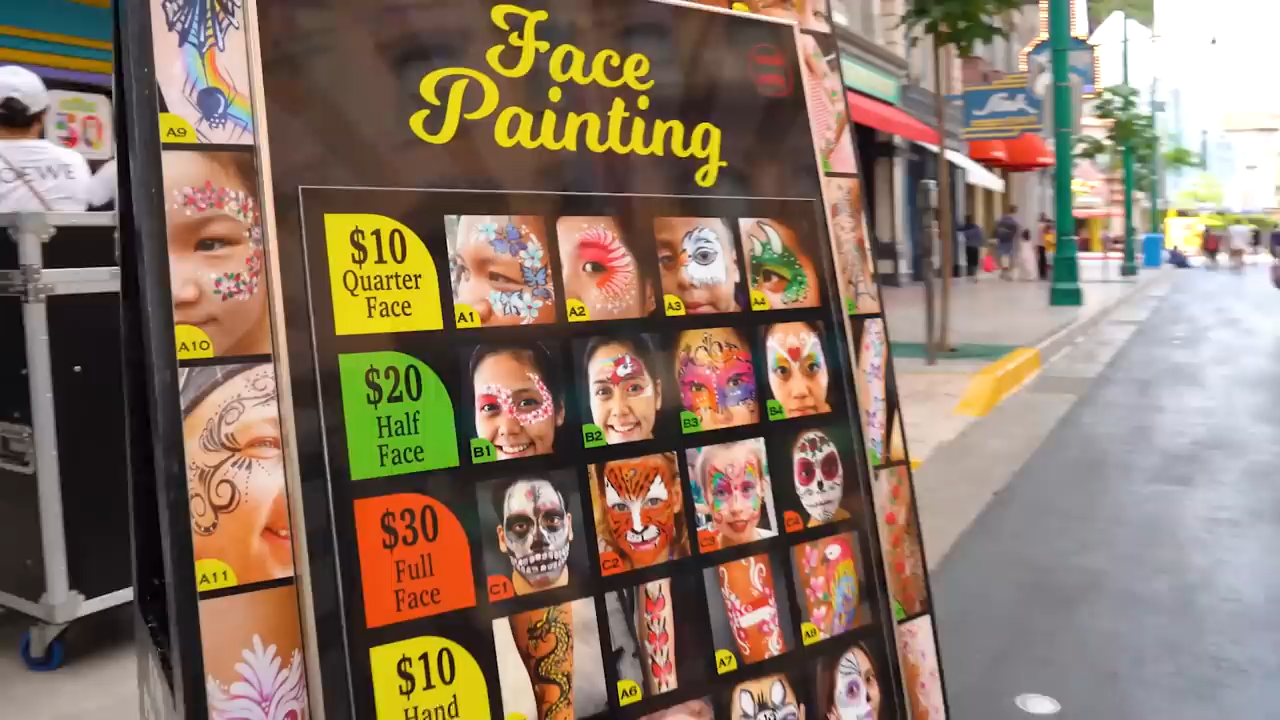 Face
Painting
$10
Quarter
Face
A1
A2
A3
A4
$20
Half
Face
B1
B2
B3
B4
$30
Full
Face
C1
C2
C3
C4
$10
Hand
A6
A7
A8
A9
A10
A11
OEWE
50